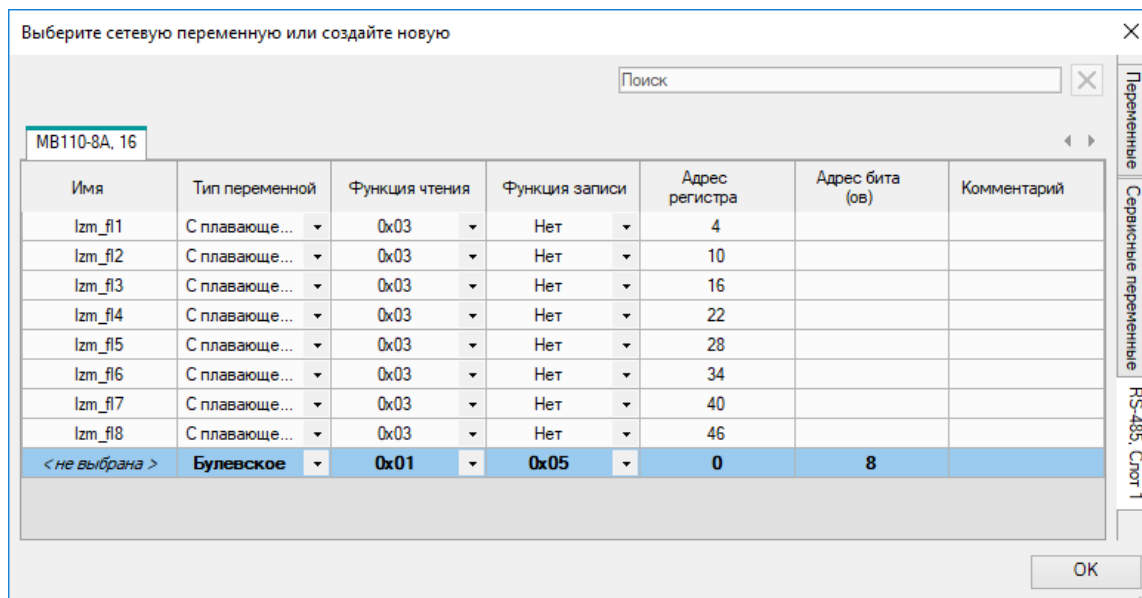 Выберите сетевую переменную или создайте новую
Поиск
МВ110-8А, 16
Имя Тип переменной Функция чтения Функция записи Адрес регистра Адрес бита (ов) Комментарий
Izm_fl1 С плавающе... 0x03 Нет 4
Izm_fl2 С плавающе... 0x03 Нет 10
Izm_fl3 С плавающе... 0x03 Нет 16
Izm_fl4 С плавающе... 0x03 Нет 22
Izm_fl5 С плавающе... 0x03 Нет 28
Izm_fl6 С плавающе... 0x03 Нет 34
Izm_fl7 С плавающе... 0x03 Нет 40
Izm_fl8 С плавающе... 0x03 Нет 46
< не выбрана > Булевское 0x01 0x05 0 8
Переменные
Сервисные переменные
RS-485, Слот 1
OK